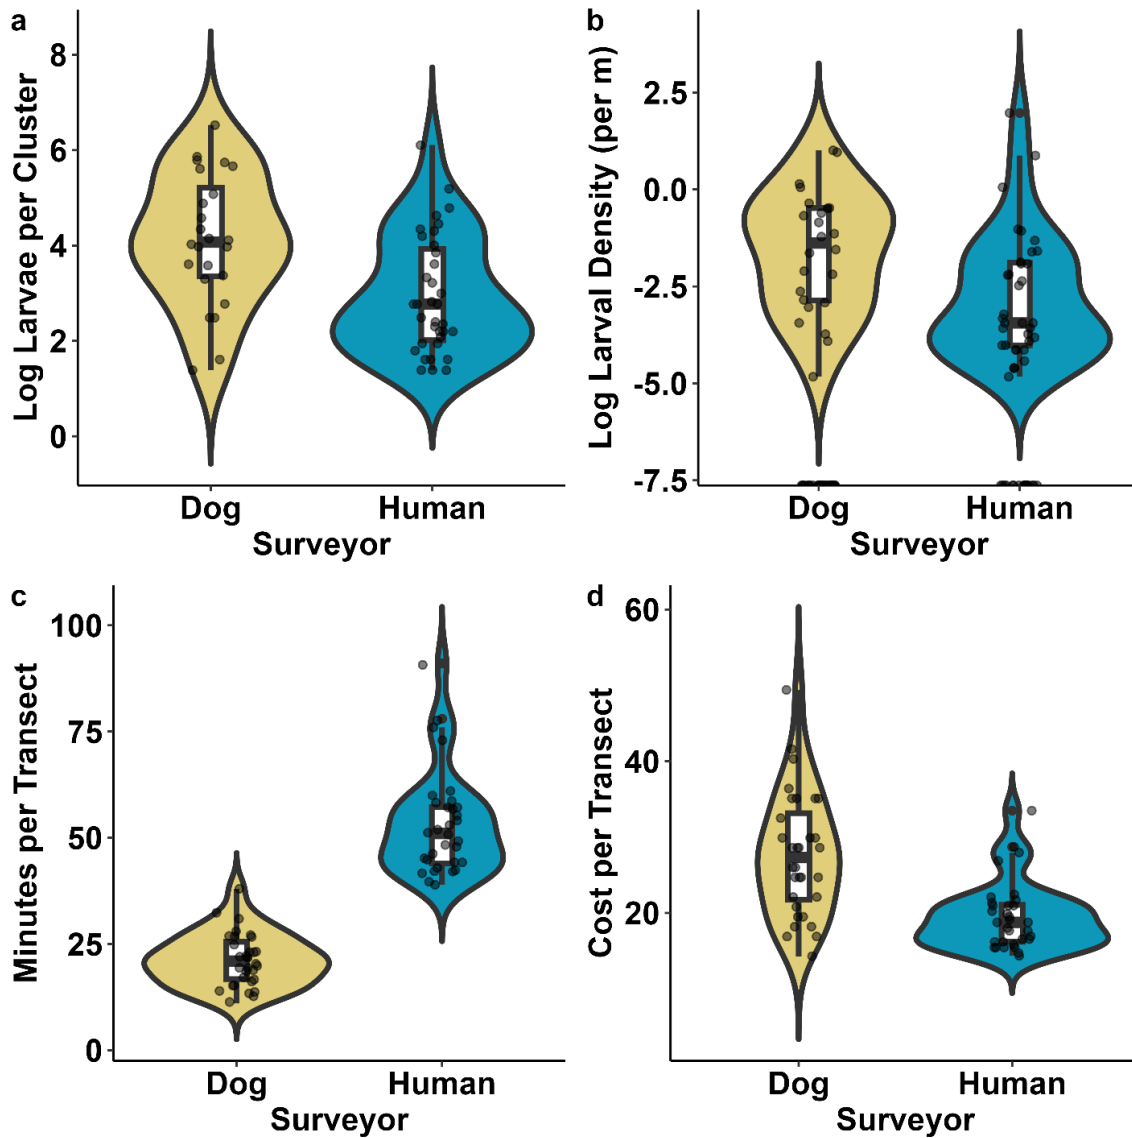 a
Log Larvae per Cluster
8
6
4
2
0
Dog Human
Surveyor
b
Log Larval Density (per m)
2.5
0.0
-2.5
-5.0
-7.5
Dog Human
Surveyor
c
Minutes per Transect
100
75
50
25
0
Dog Human
Surveyor
d
Cost per Transect
60
40
20
Dog Human
Surveyor